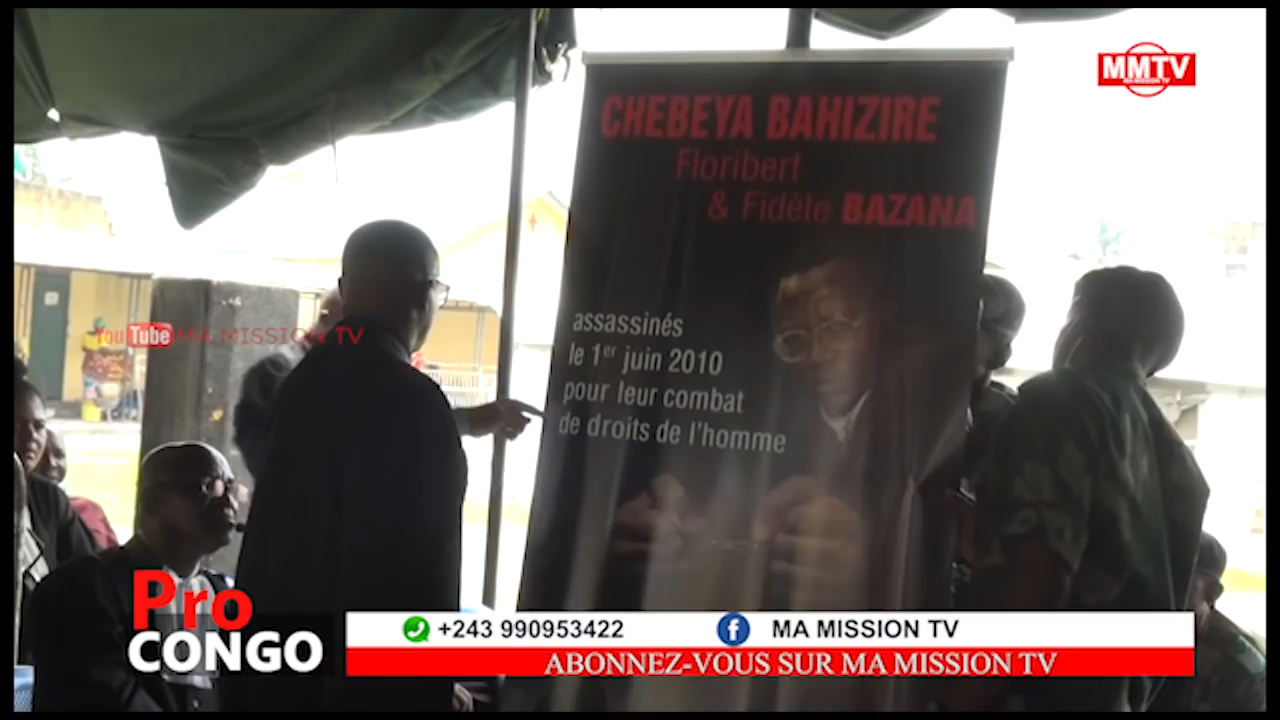 MMTV
MA MISSION TV
CHEBEYA BAHIZIRE
Floribert
& Fidèle BAZANA
YouTube MA MISSION TV
assassinés
le 1er juin 2010
pour leur combat
de droits de l'homme
Pro
CONGO
+243 990953422
MA MISSION TV
ABONNEZ-VOUS SUR MA MISSION TV